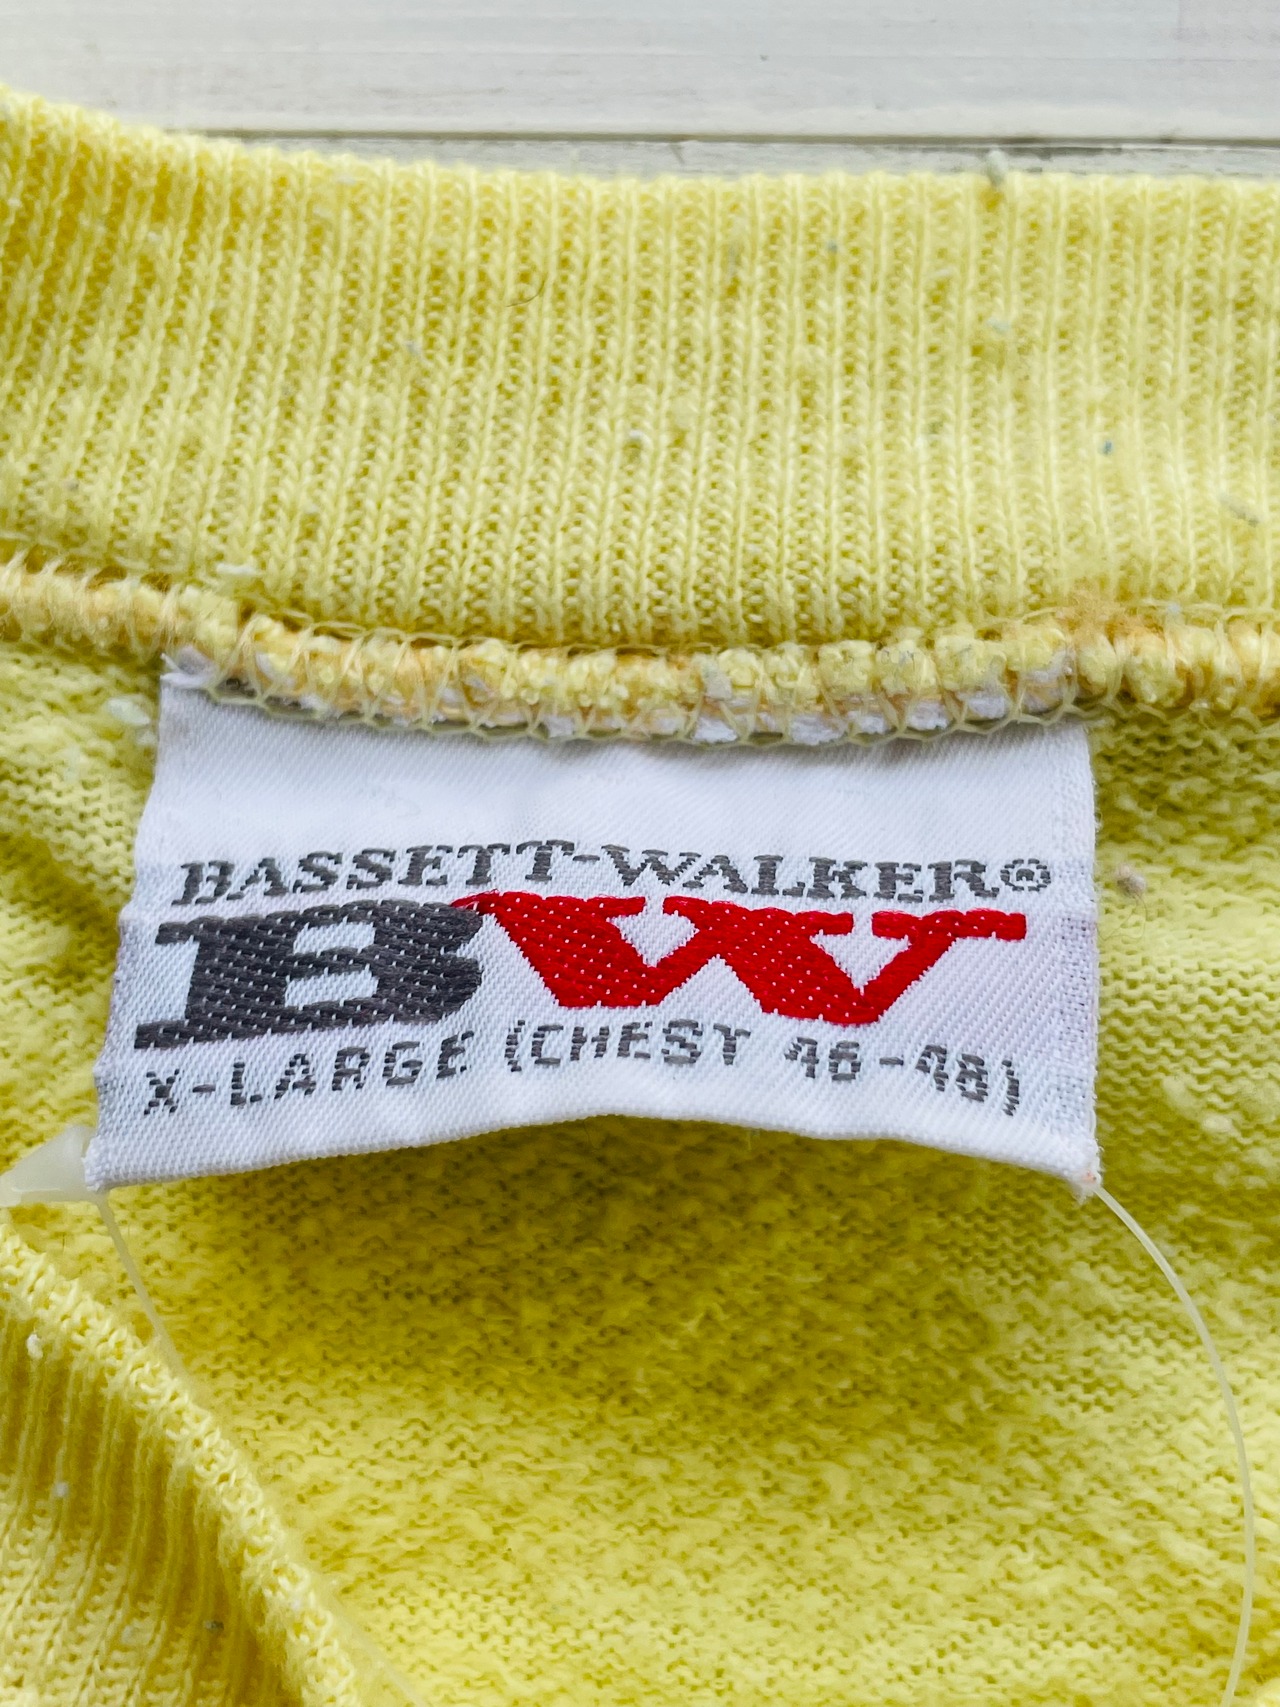 BASSETT-WALKER®
BW
X-LARGE (CHEST 46-48)